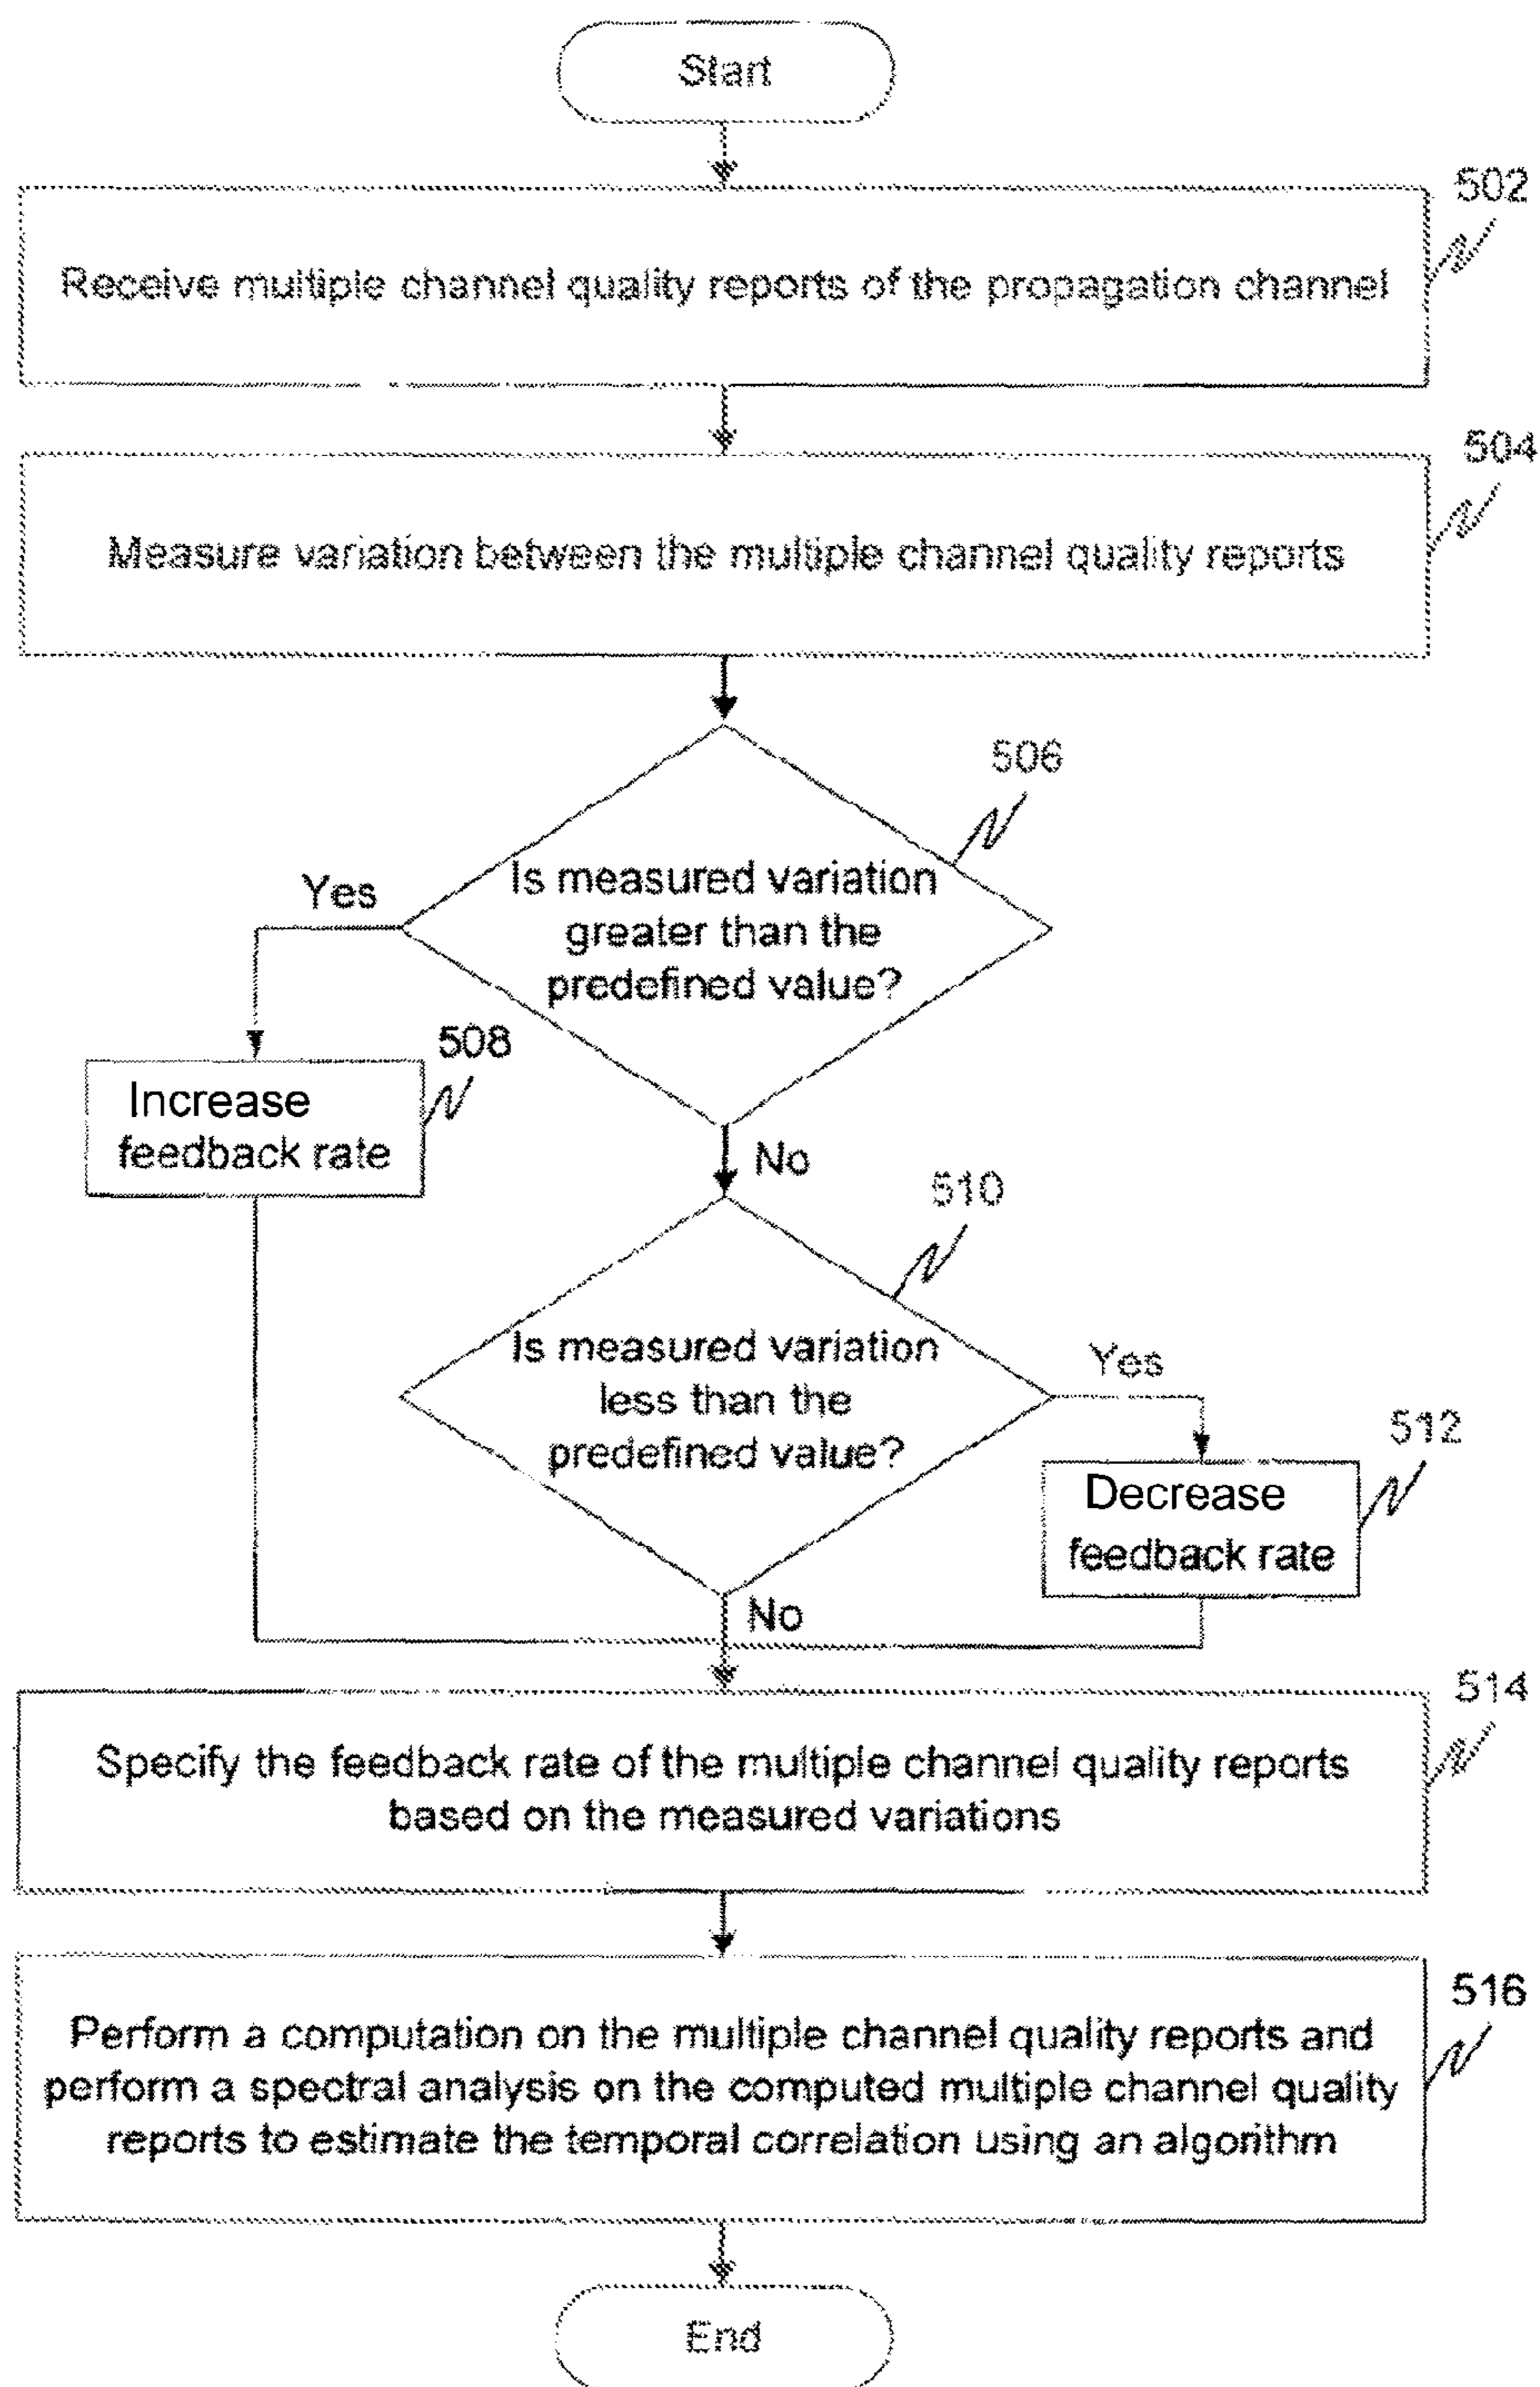 Start
502
Receive multiple channel quality reports of the propagation channel
504
Measure variation between the multiple channel quality reports
506
Is measured variation
greater than the
predefined value?
Yes
508
Increase
feedback rate
No
510
Is measured variation
less than the
predefined value?
Yes
512
Decrease
feedback rate
No
514
Specify the feedback rate of the multiple channel quality reports
based on the measured variations
516
Perform a computation on the multiple channel quality reports and
perform a spectral analysis on the computed multiple channel quality
reports to estimate the temporal correlation using an algorithm
End